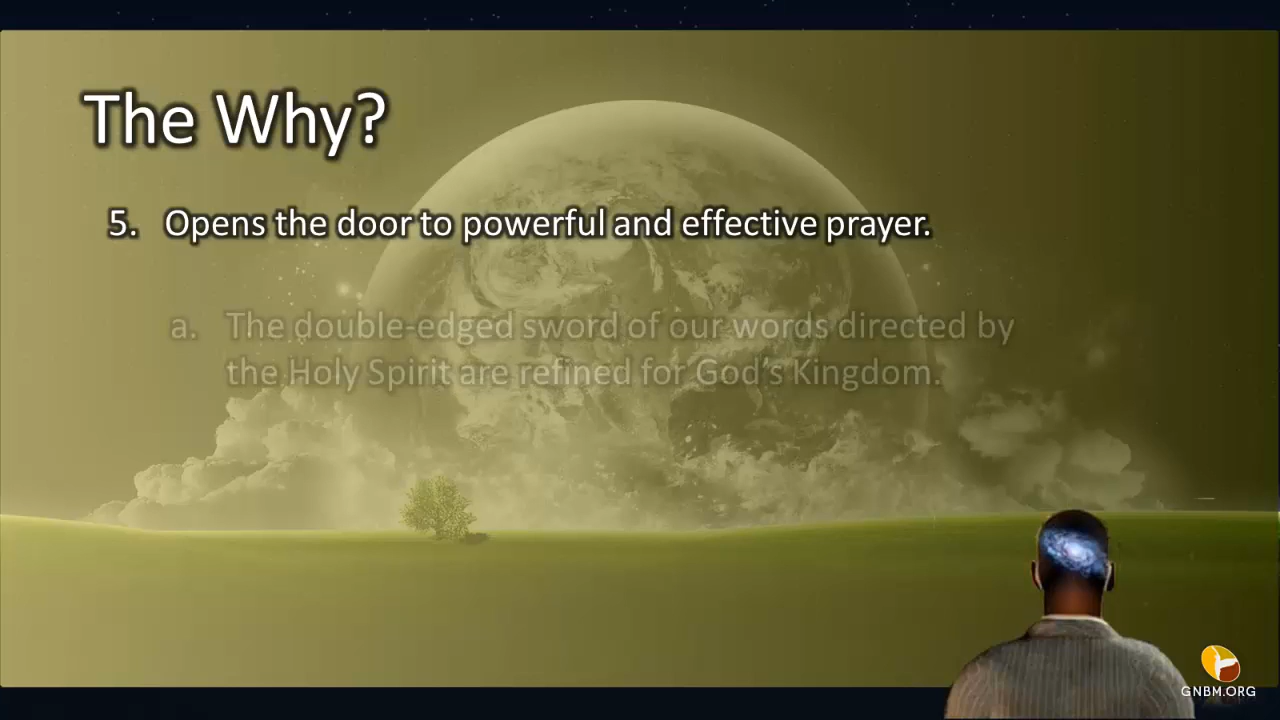 The Why?
5. Opens the door to powerful and effective prayer.
a. The double-edged sword of our words directed by
the Holy Spirit are refined for God's Kingdom.
GNBM.ORG